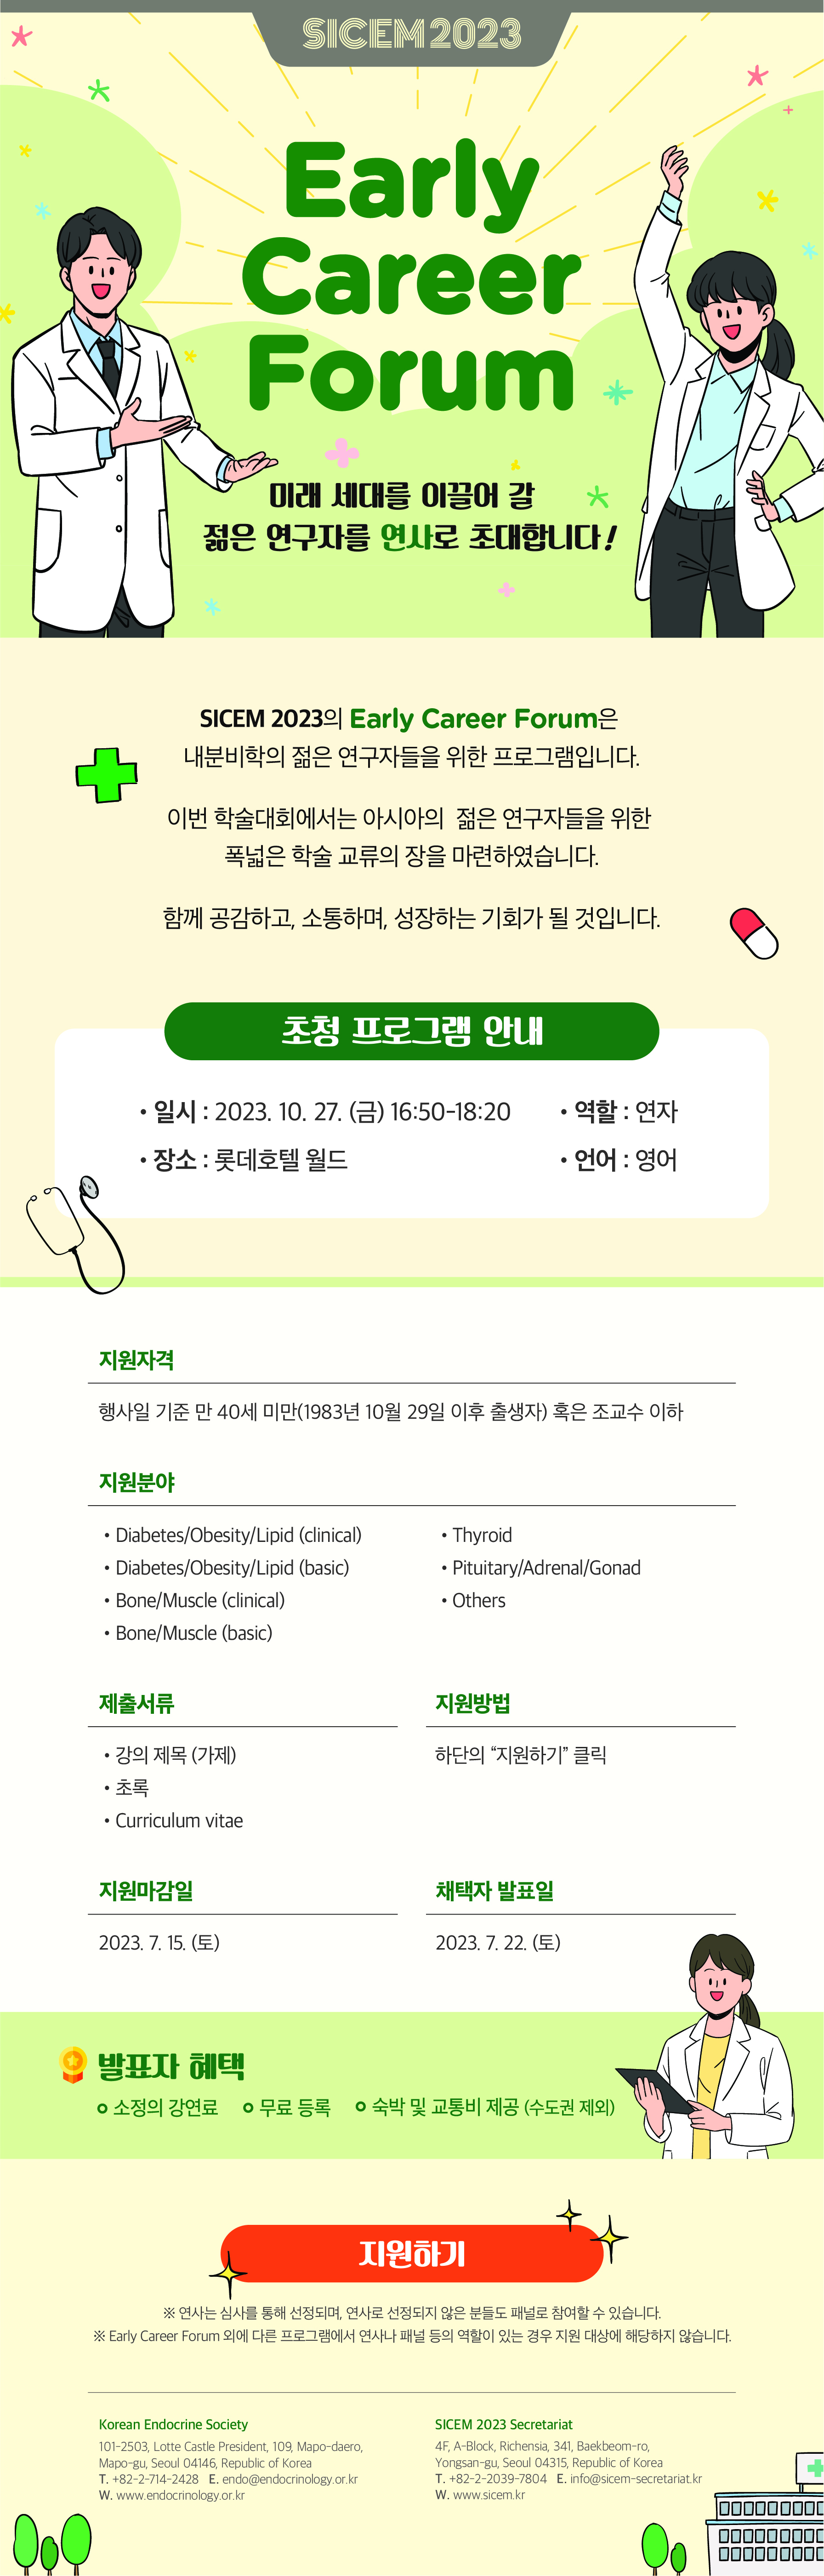 SICEM 2023
Early
Career
Forum
미래 세대를 이끌어 갈
젊은 연구자를 연사로 초대합니다!
SICEM 2023의 Early Career Forum은
내분비학의 젊은 연구자들을 위한 프로그램입니다.
이번 학술대회에서는 아시아의 젊은 연구자들을 위한
폭넓은 학술 교류의 장을 마련하였습니다.
함께 공감하고, 소통하며, 성장하는 기회가 될 것입니다.
초청 프로그램 안내
• 일시 : 2023. 10. 27. (금) 16:50-18:20
• 역할 : 연자
• 장소 : 롯데호텔 월드
• 언어 : 영어
지원자격
행사일 기준 만 40세 미만(1983년 10월 29일 이후 출생자) 혹은 조교수 이하
지원분야
• Diabetes/Obesity/Lipid (clinical)
• Diabetes/Obesity/Lipid (basic)
• Bone/Muscle (clinical)
• Bone/Muscle (basic)
• Thyroid
• Pituitary/Adrenal/Gonad
• Others
제출서류
• 강의 제목 (가제)
• 초록
• Curriculum vitae
지원방법
하단의 “지원하기” 클릭
지원마감일
2023. 7. 15. (토)
채택자 발표일
2023. 7. 22. (토)
발표자 혜택
소정의 강연료
무료 등록
숙박 및 교통비 제공 (수도권 제외)
지원하기
※ 연사는 심사를 통해 선정되며, 연사로 선정되지 않은 분들도 패널로 참여할 수 있습니다.
※ Early Career Forum 외에 다른 프로그램에서 연사나 패널 등의 역할이 있는 경우 지원 대상에 해당하지 않습니다.
Korean Endocrine Society
101-2503, Lotte Castle President, 109, Mapo-daero,
Mapo-gu, Seoul 04146, Republic of Korea
T. +82-2-714-2428 E. endo@endocrinology.or.kr
W. www.endocrinology.or.kr
SICEM 2023 Secretariat
4F, A-Block, Richensia, 341, Baekbeom-ro,
Yongsan-gu, Seoul 04315, Republic of Korea
T. +82-2-2039-7804 E. info@sicem-secretariat.kr
W. www.sicem.kr